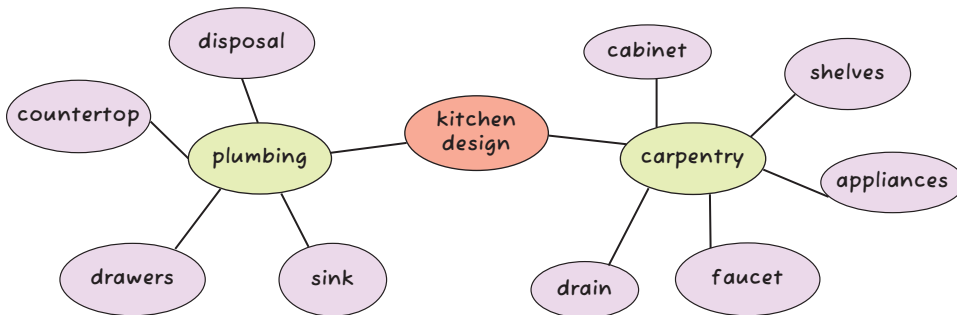 disposal
countertop
plumbing
drawers
sink
kitchen
design
cabinet
shelves
carpentry
appliances
drain
faucet